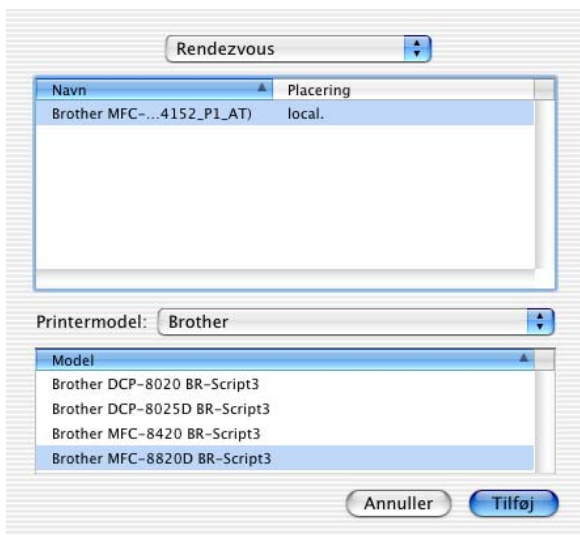 Rendezvous
Navn Placering
Brother MFC-...4152_P1_AT) local.
Printermodel: Brother
Model
Brother DCP-8020 BR-Script3
Brother DCP-8025D BR-Script3
Brother MFC-8420 BR-Script3
Brother MFC-8820D BR-Script3
Annuller Tilføj